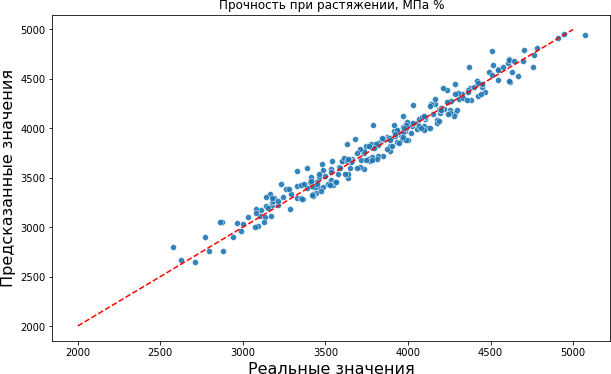 Прочность при растяжении, МПа %
5000
4500
4000
3500
3000
2500
2000
Предсказанные значения
2000 2500 3000 3500 4000 4500 5000
Реальные значения